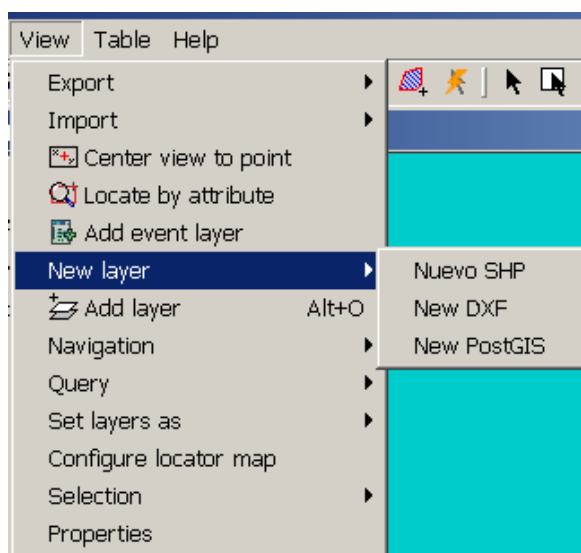 View Table Help
Export
Import
Center view to point
Locate by attribute
Add event layer
New layer
Nuevo SHP
Add layer Alt+O
New DXF
Navigation
New PostGIS
Query
Set layers as
Configure locator map
Selection
Properties